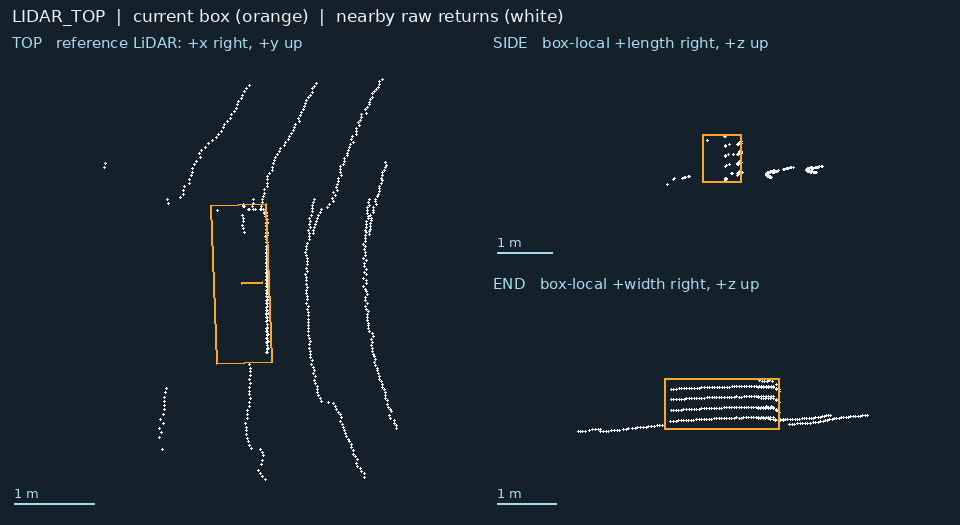 LIDAR_TOP | current box (orange) | nearby raw returns (white)
TOP reference LiDAR: +x right, +y up
SIDE box-local +length right, +z up
1 m
END box-local +width right, +z up
1 m
1 m